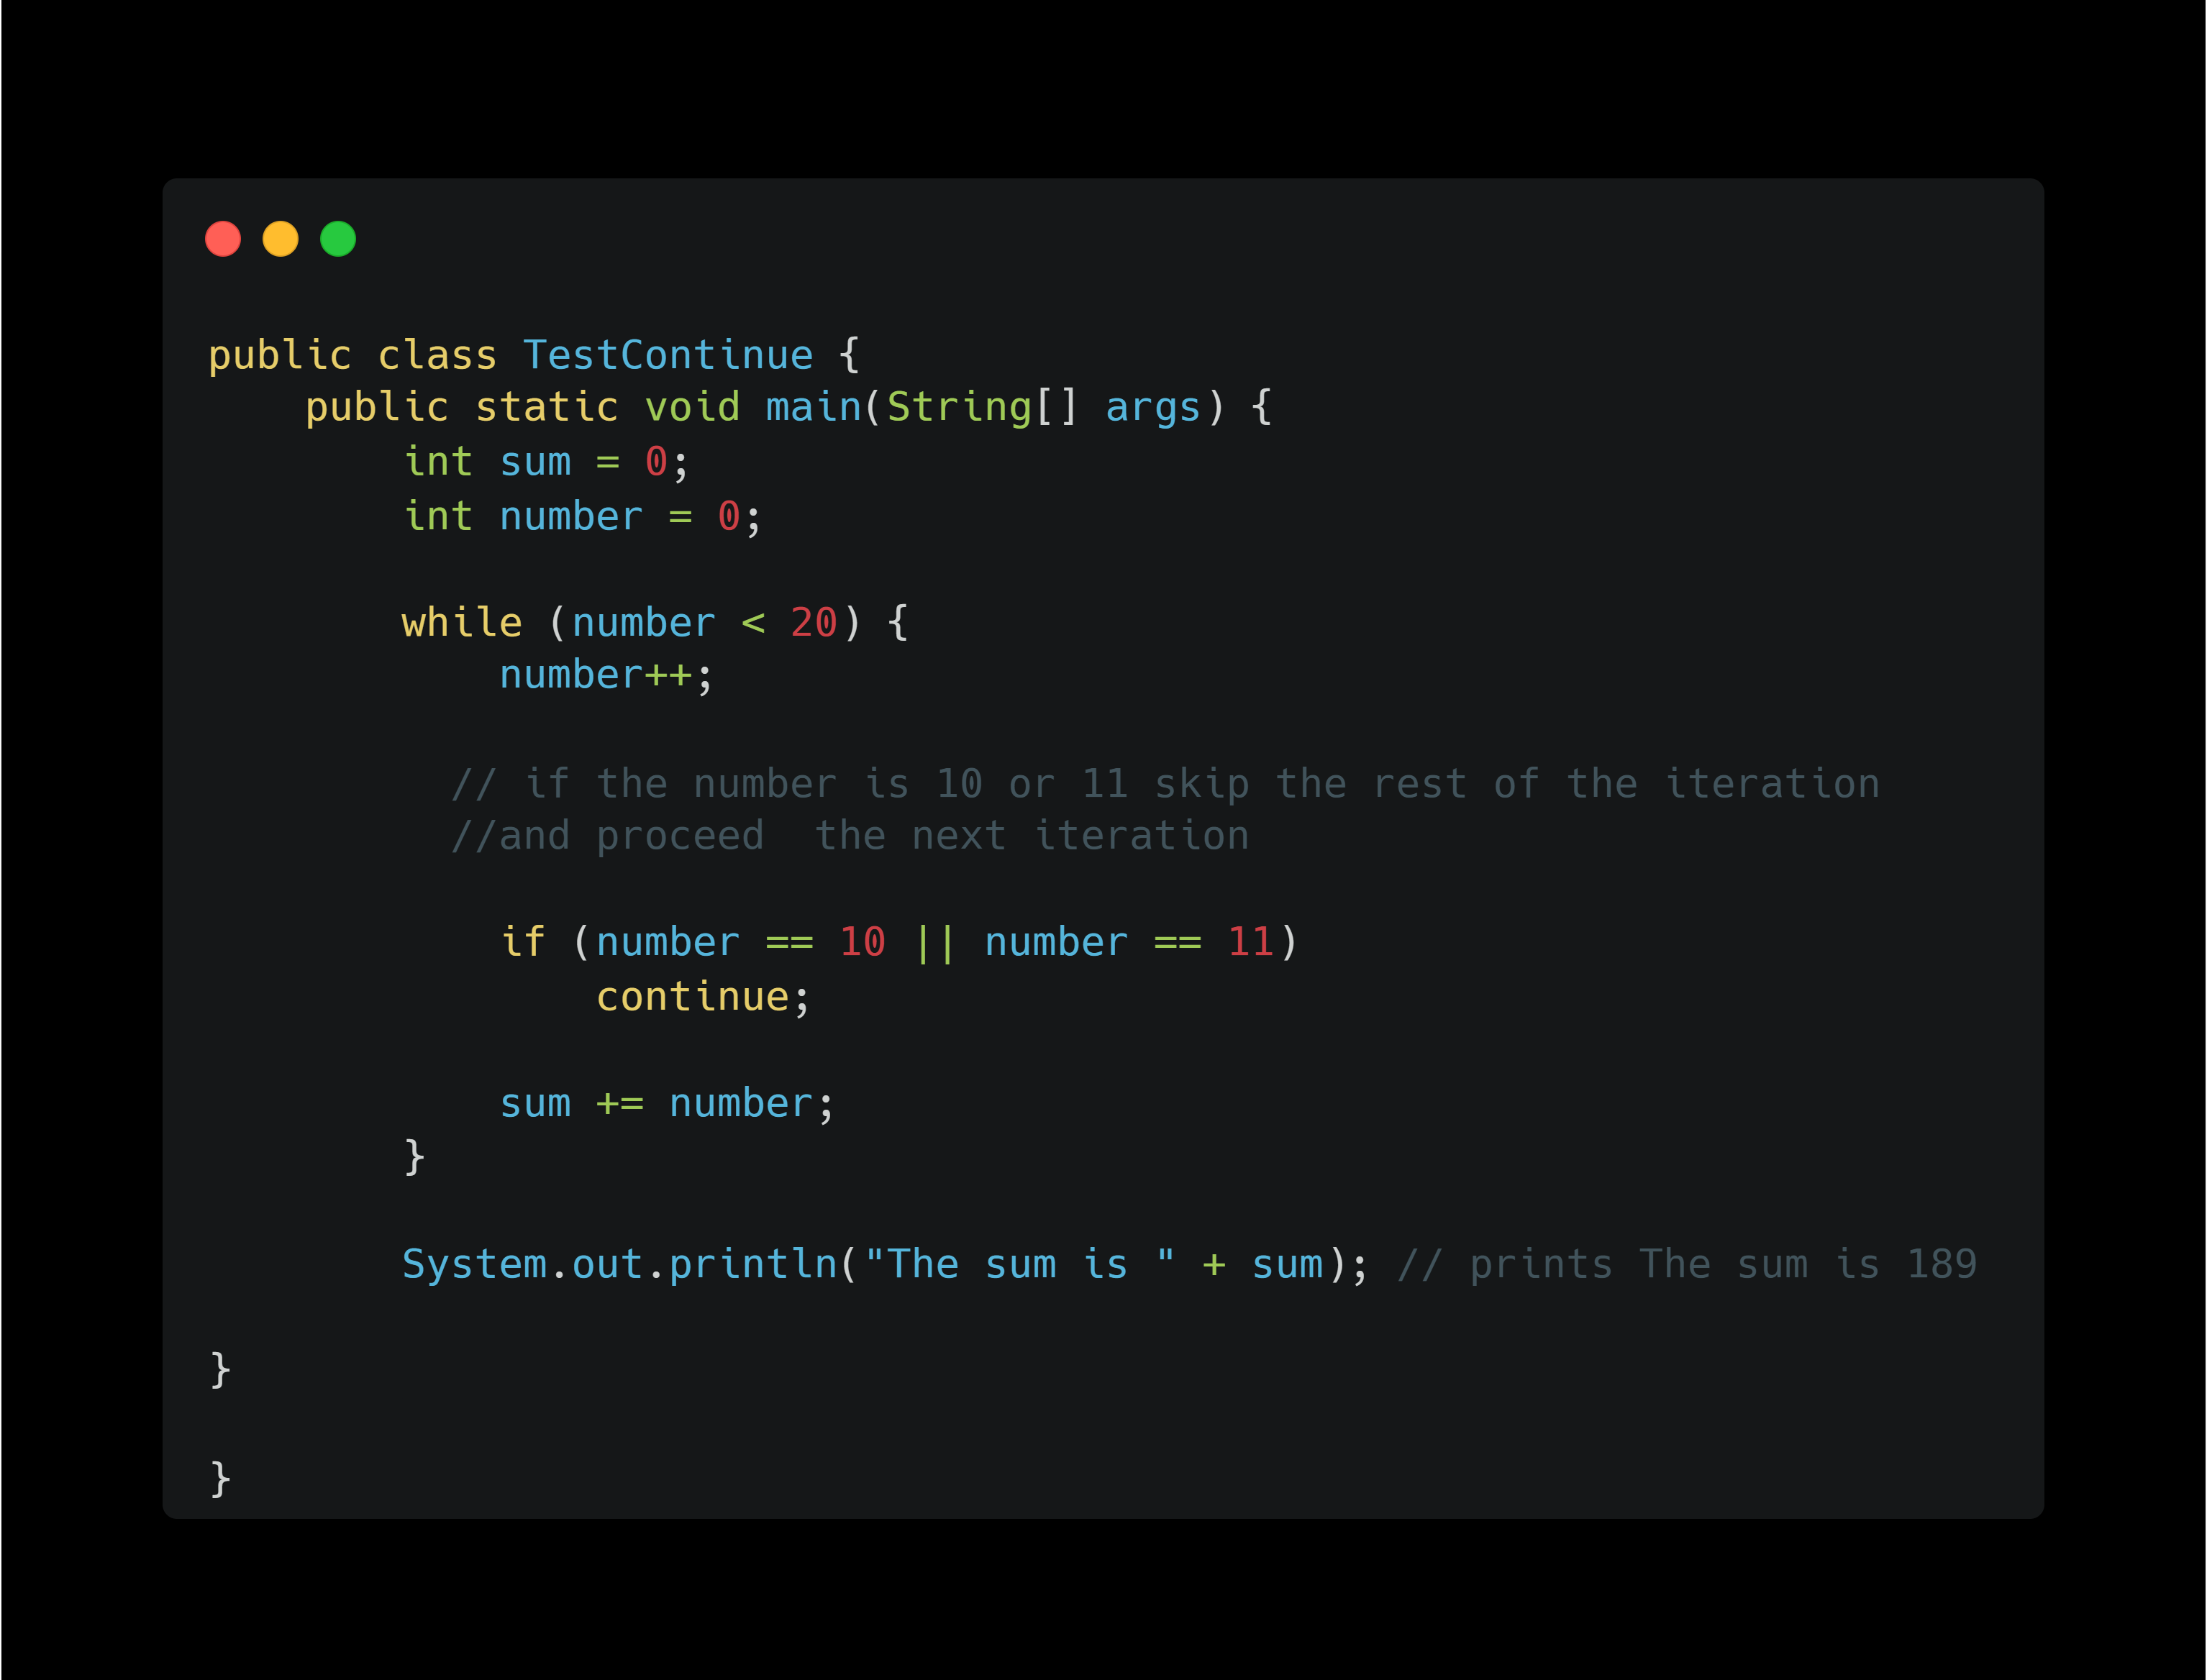 public class TestContinue {
    public static void main(String[] args) {
        int sum = 0;
        int number = 0;

        while (number < 20) {
            number++;

          // if the number is 10 or 11 skip the rest of the iteration
          //and proceed  the next iteration

            if (number == 10 || number == 11)
                continue;

            sum += number;
        }

        System.out.println("The sum is " + sum); // prints The sum is 189

}

}